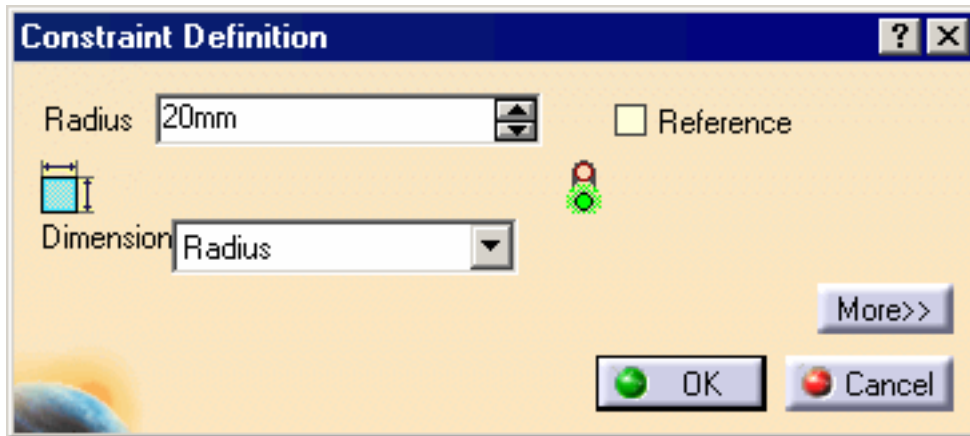 Constraint Definition ? X
Radius 20mm Reference
Dimension Radius
More>>
OK Cancel